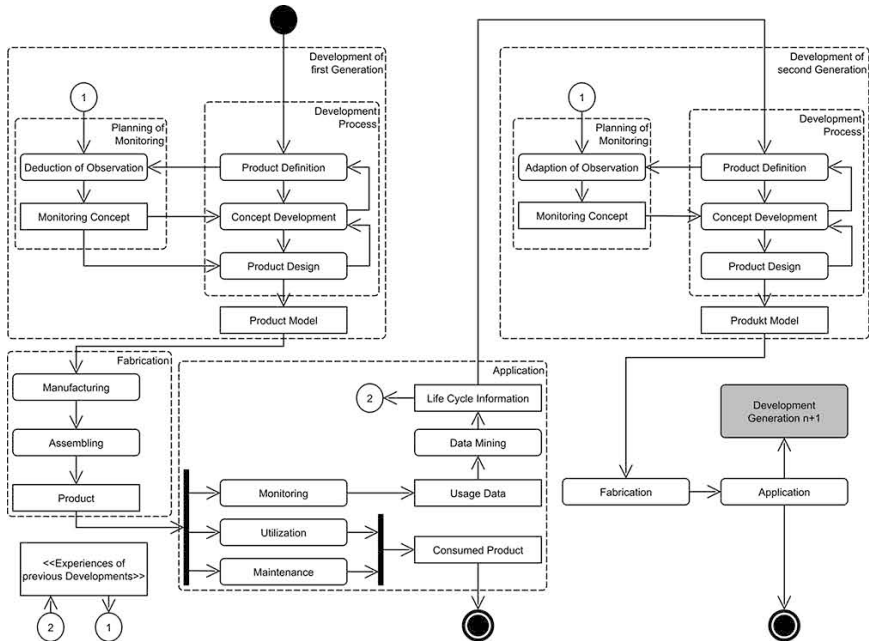 Development of
first Generation
1
Planning of
Monitoring
Deduction of Observation
Monitoring Concept
Development
Process
Product Definition
Concept Development
Product Design
Product Model
Fabrication
Manufacturing
Assembling
Product
<<Experiences of
previous Developments>>
2
1
Application
2
Life Cycle Information
Data Mining
Monitoring
Usage Data
Utilization
Maintenance
Consumed Product
Development of
second Generation
1
Planning of
Monitoring
Adaption of Observation
Monitoring Concept
Development
Process
Product Definition
Concept Development
Product Design
Produkt Model
Development
Generation n+1
Fabrication
Application